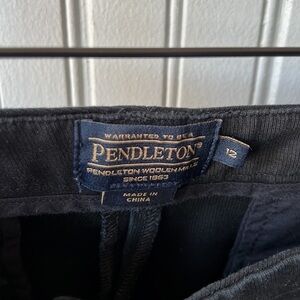 WARRANTED TO BE A
PENDLETON®
12
PENDLETON WOOLEN MILLS
SINCE 1863
MADE IN
CHINA